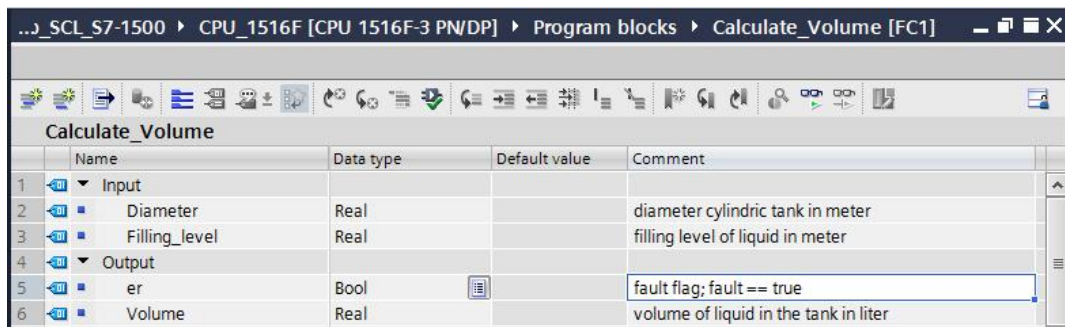 ..._SCL_S7-1500 ▸ CPU_1516F [CPU 1516F-3 PN/DP] ▸ Program blocks ▸ Calculate_Volume [FC1]
Calculate_Volume
Name Data type Default value Comment
1 Input
2 Diameter Real diameter cylindric tank in meter
3 Filling_level Real filling level of liquid in meter
4 Output
5 er Bool fault flag; fault == true
6 Volume Real volume of liquid in the tank in liter